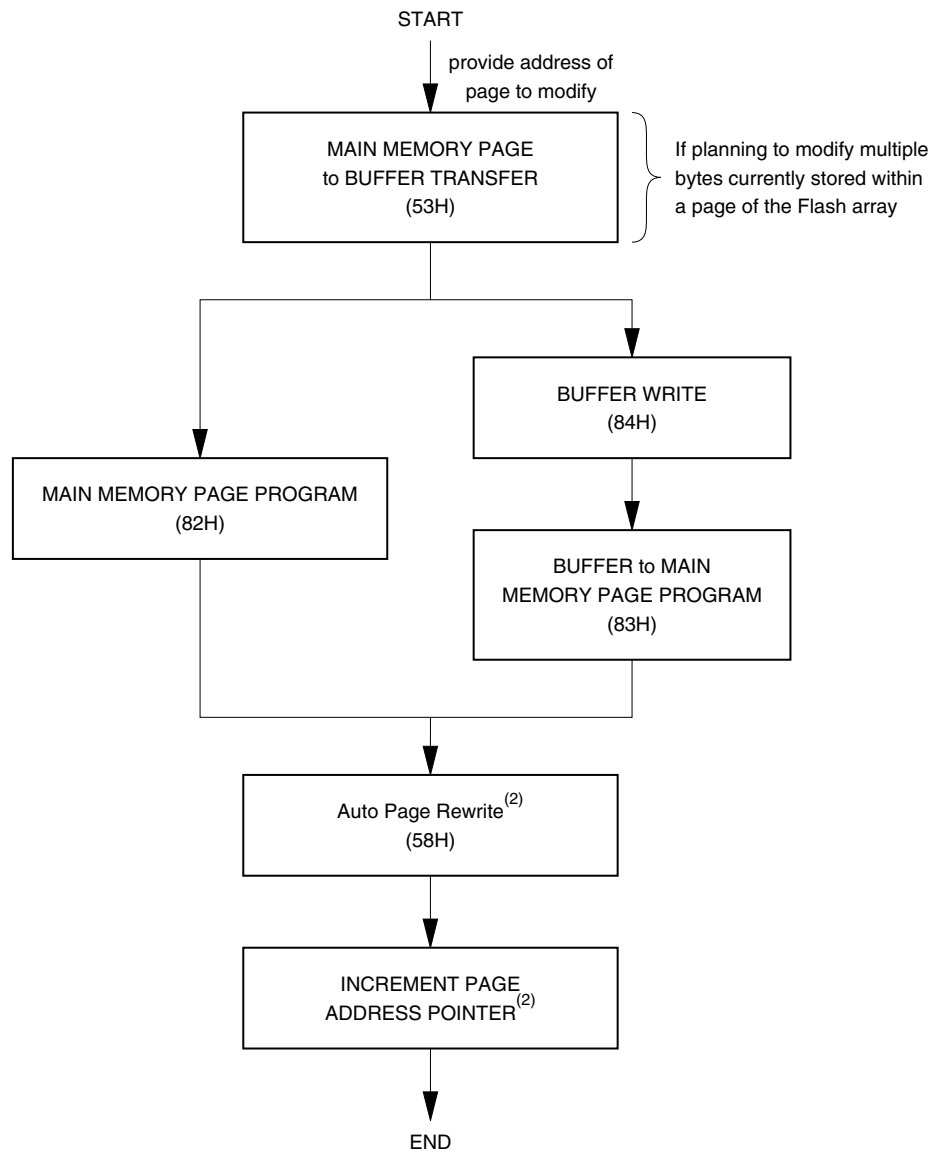 START
provide address of
page to modify
MAIN MEMORY PAGE
to BUFFER TRANSFER
(53H)
If planning to modify multiple
bytes currently stored within
a page of the Flash array
BUFFER WRITE
(84H)
MAIN MEMORY PAGE PROGRAM
(82H)
BUFFER to MAIN
MEMORY PAGE PROGRAM
(83H)
Auto Page Rewrite(2)
(58H)
INCREMENT PAGE
ADDRESS POINTER(2)
END